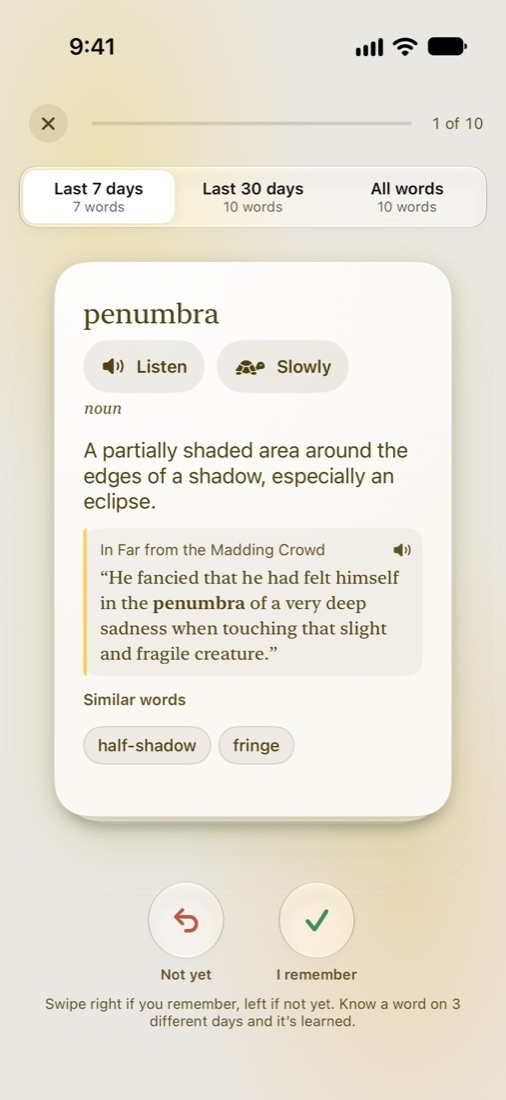 9:41
1 of 10
Last 7 days
7 words
Last 30 days
10 words
All words
10 words
penumbra
Listen
Slowly
noun
A partially shaded area around the
edges of a shadow, especially an
eclipse.
In Far from the Madding Crowd
“He fancied that he had felt himself
in the penumbra of a very deep
sadness when touching that slight
and fragile creature.”
Similar words
half-shadow
fringe
Not yet
I remember
Swipe right if you remember, left if not yet. Know a word on 3
different days and it’s learned.